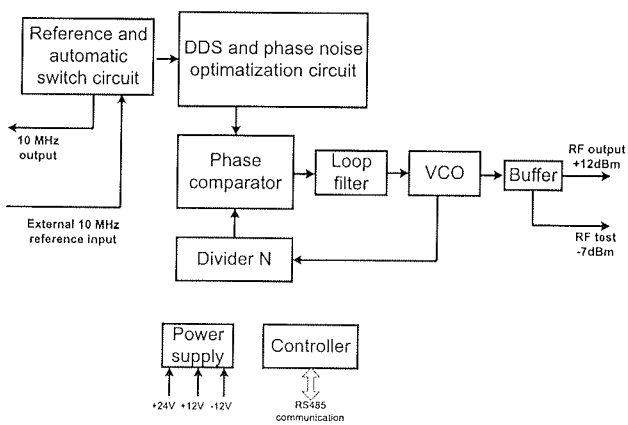 Reference and
automatic
switch circuit
DDS and phase noise
optimatization circuit
10 MHz
output
External 10 MHz
reference input
Phase
comparator
Loop
filter
VCO
Buffer
RF output
+12dBm
RF test
-7dBm
Divider N
Power
supply
+24V +12V -12V
Controller
RS485
communication